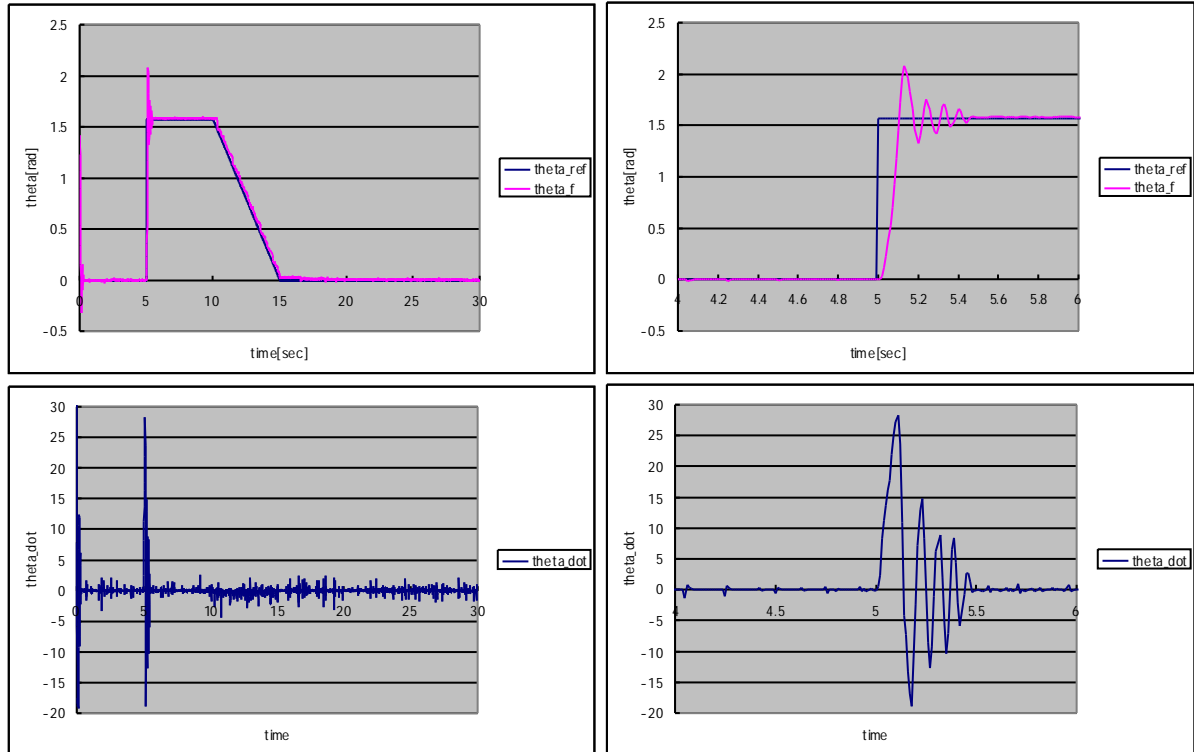 2.5
2
1.5
1
0.5
0
-0.5
theta[rad]
0 5 10 15 20 25 30
time[sec]
theta_ref
theta_f
2.5
2
1.5
1
0.5
0
-0.5
theta[rad]
4 4.2 4.4 4.6 4.8 5 5.2 5.4 5.6 5.8 6
time[sec]
theta_ref
theta_f
30
25
20
15
10
5
0
-5
-10
-15
-20
theta_dot
0 5 10 15 20 25 30
time
theta_dot
30
25
20
15
10
5
0
-5
-10
-15
-20
theta_dot
4 4.5 5 5.5 6
time
theta_dot